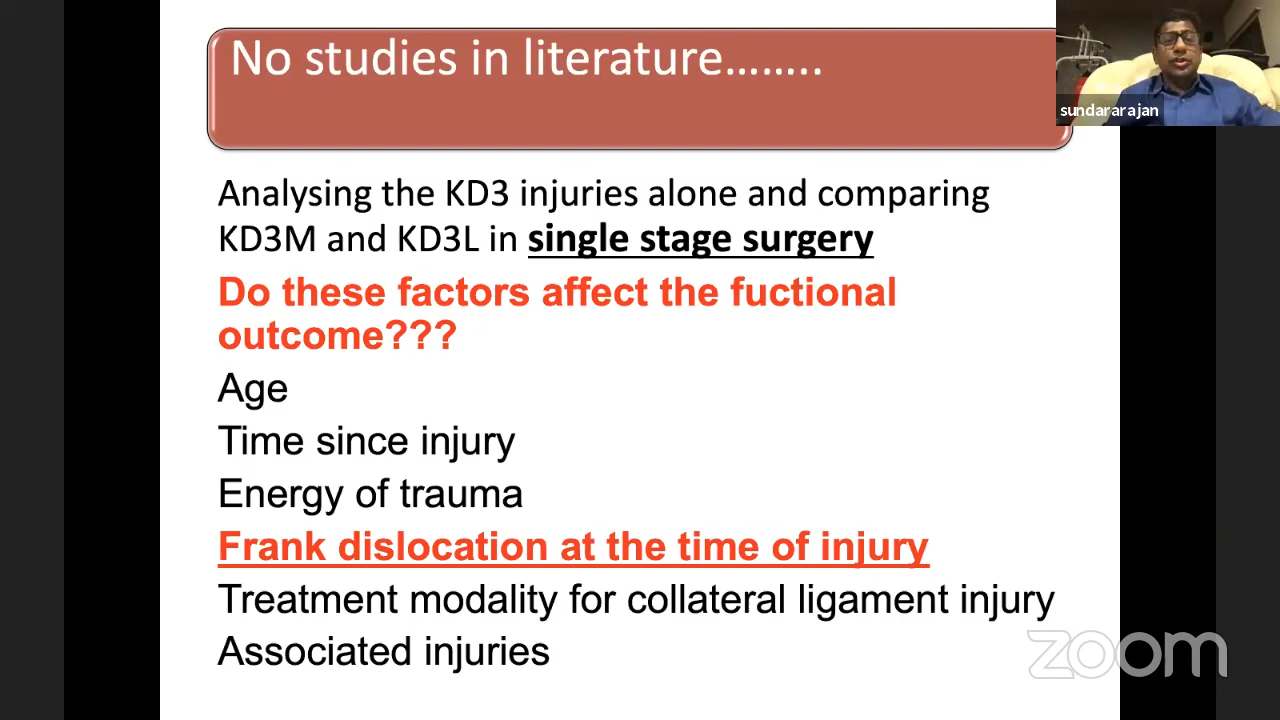 No studies in literature……..
sundararajan
Analysing the KD3 injuries alone and comparing
KD3M and KD3L in single stage surgery
Do these factors affect the fuctional
outcome???
Age
Time since injury
Energy of trauma
Frank dislocation at the time of injury
Treatment modality for collateral ligament injury
Associated injuries
zoom